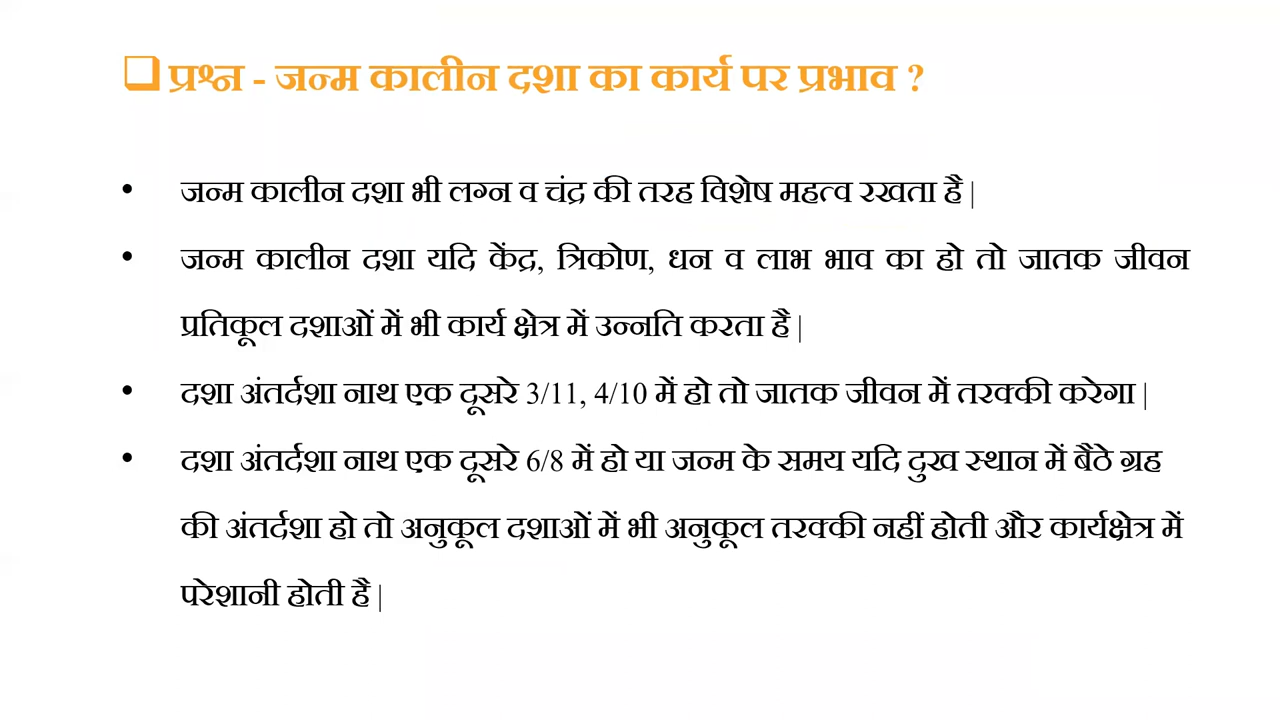 ❑ प्रश्न - जन्म कालीन दशा का कार्य पर प्रभाव ?
• जन्म कालीन दशा भी लग्न व चंद्र की तरह विशेष महत्व रखता है |
• जन्म कालीन दशा यदि केंद्र, त्रिकोण, धन व लाभ भाव का हो तो जातक जीवन
प्रतिकूल दशाओं में भी कार्य क्षेत्र में उन्नति करता है |
• दशा अंतर्दशा नाथ एक दूसरे 3/11, 4/10 में हो तो जातक जीवन में तरक्की करेगा |
• दशा अंतर्दशा नाथ एक दूसरे 6/8 में हो या जन्म के समय यदि दुख स्थान में बैठे ग्रह
की अंतर्दशा हो तो अनुकूल दशाओं में भी अनुकूल तरक्की नहीं होती और कार्यक्षेत्र में
परेशानी होती है |